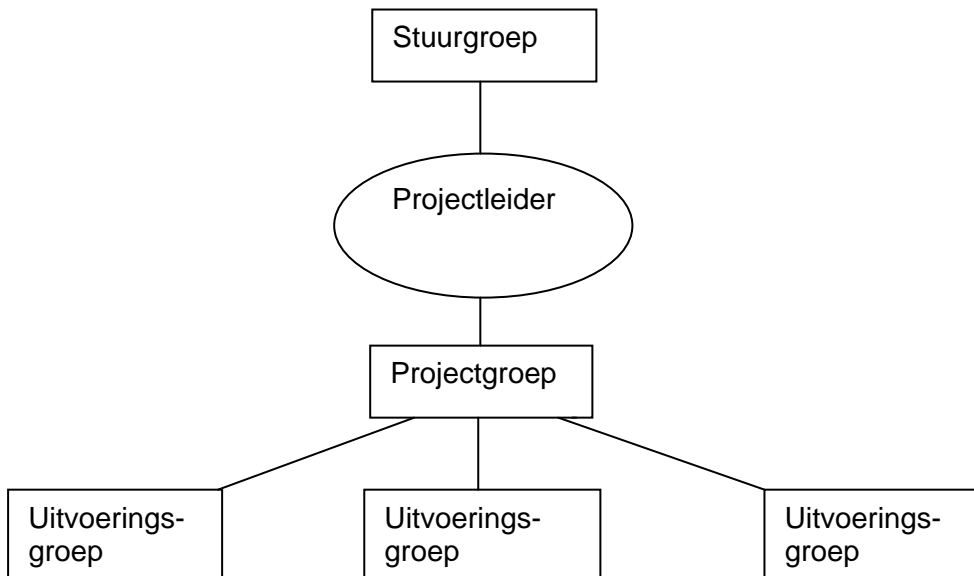 Stuurgroep
Projectleider
Projectgroep
Uitvoerings-
groep
Uitvoerings-
groep
Uitvoerings-
groep